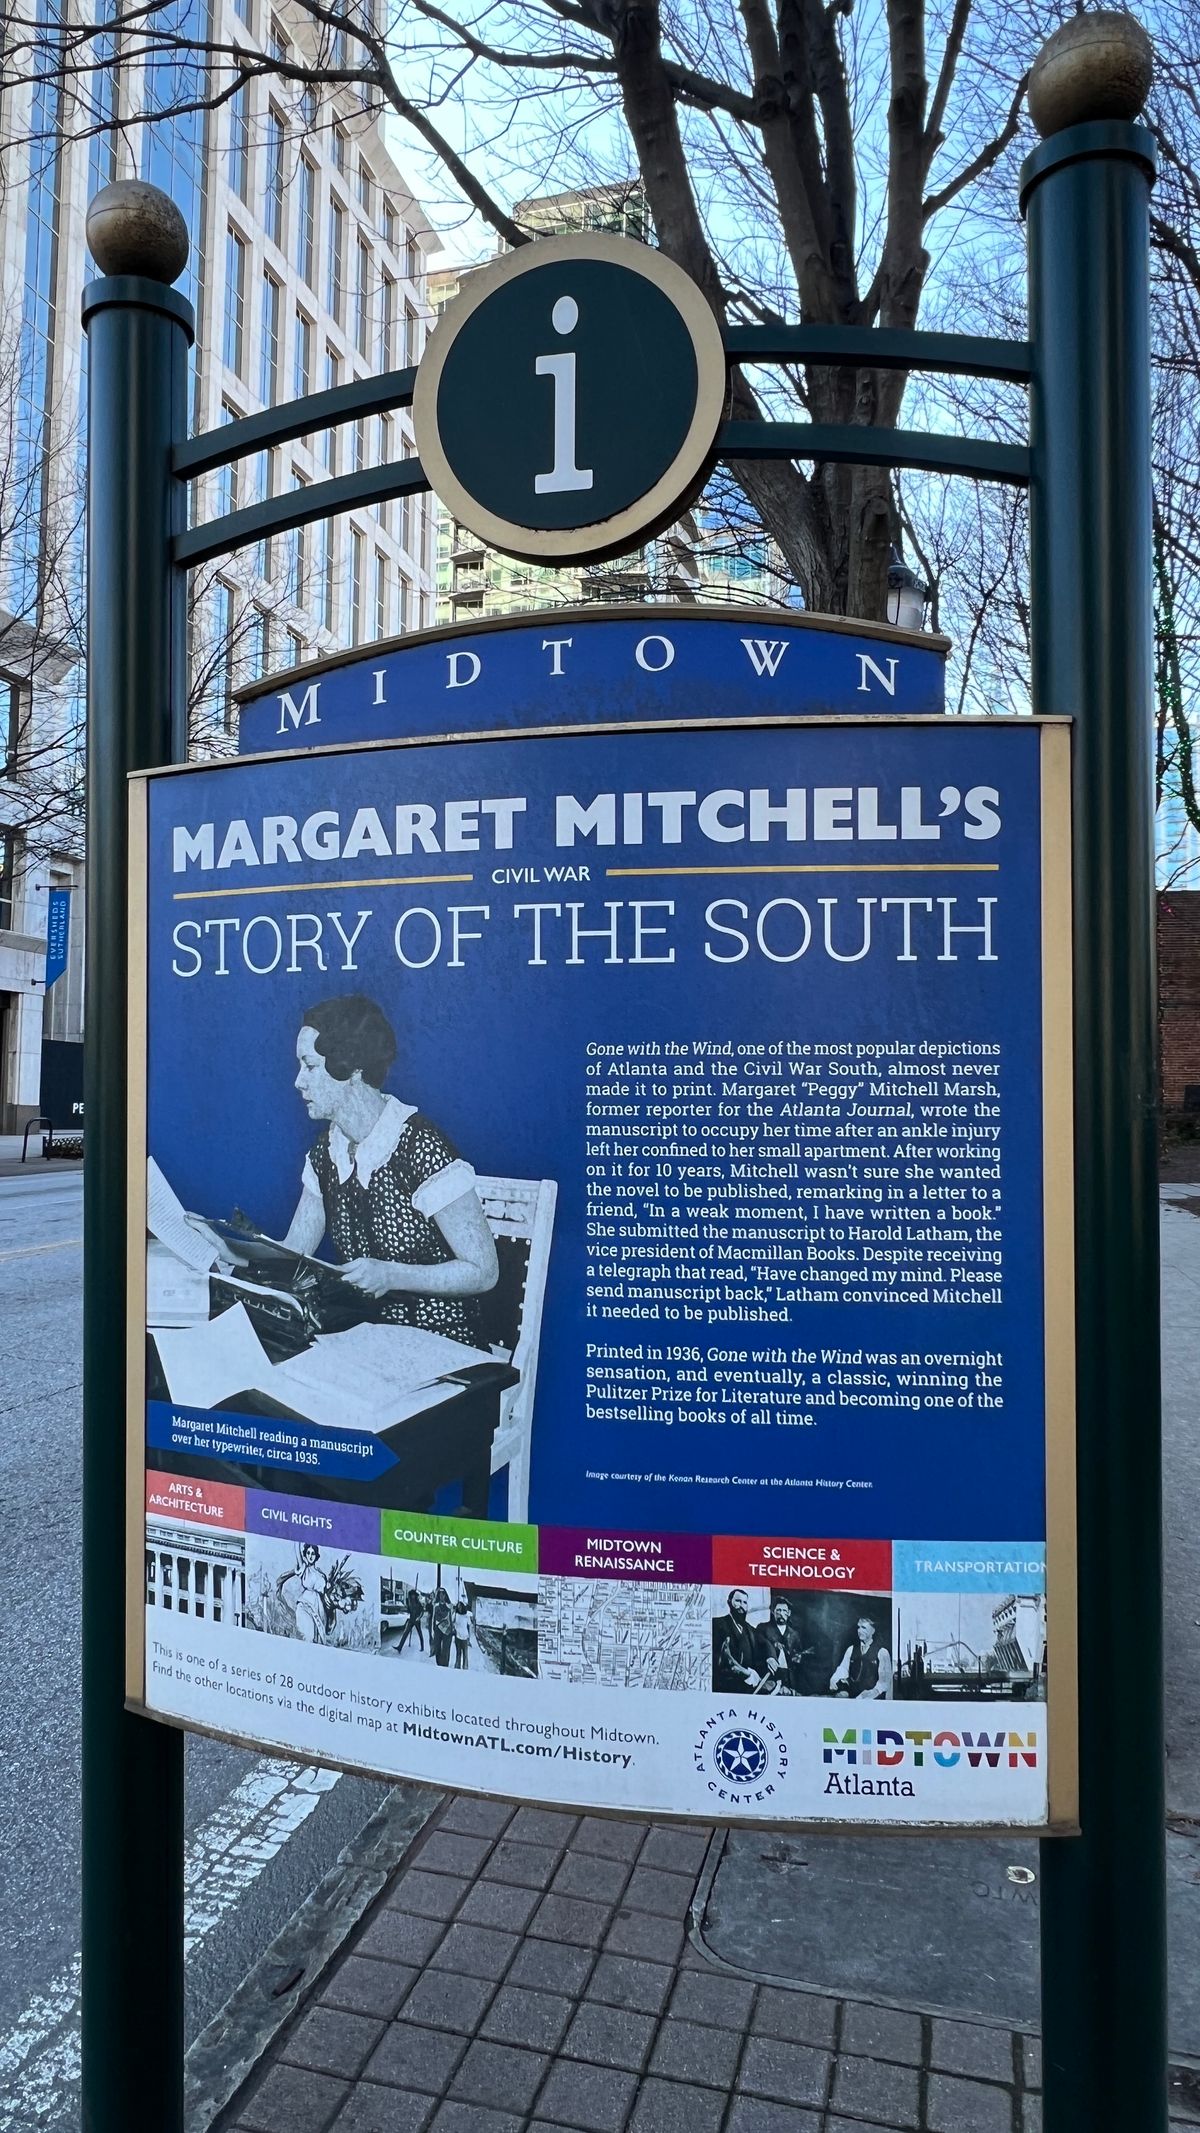 i
MIDTOWN
MARGARET MITCHELL'S
CIVIL WAR
STORY OF THE SOUTH
Gone with the Wind, one of the most popular depictions
of Atlanta and the Civil War South, almost never
made it to print. Margaret "Peggy" Mitchell Marsh,
former reporter for the Atlanta Journal, wrote the
manuscript to occupy her time after an ankle injury
left her confined to her small apartment. After working
on it for 10 years, Mitchell wasn't sure she wanted
the novel to be published, remarking in a letter to a
friend, "In a weak moment, I have written a book."
She submitted the manuscript to Harold Latham, the
vice president of Macmillan Books. Despite receiving
a telegraph that read, "Have changed my mind. Please
send manuscript back," Latham convinced Mitchell
it needed to be published.
Printed in 1936, Gone with the Wind was an overnight
sensation, and eventually, a classic, winning the
Pulitzer Prize for Literature and becoming one of the
bestselling books of all time.
Image courtesy of the Kenan Research Center at the Atlanta History Center.
Margaret Mitchell reading a manuscript
over her typewriter, circa 1935.
ARTS &
ARCHITECTURE
CIVIL RIGHTS
COUNTER CULTURE
MIDTOWN
RENAISSANCE
SCIENCE &
TECHNOLOGY
TRANSPORTATION
This is one of a series of 28 outdoor history exhibits located throughout Midtown.
Find the other locations via the digital map at MidtownATL.com/History.
ATLANTA HISTORY
CENTER
MIDTOWN
Atlanta
EVERSHEDS
SUTHERLAND
PE